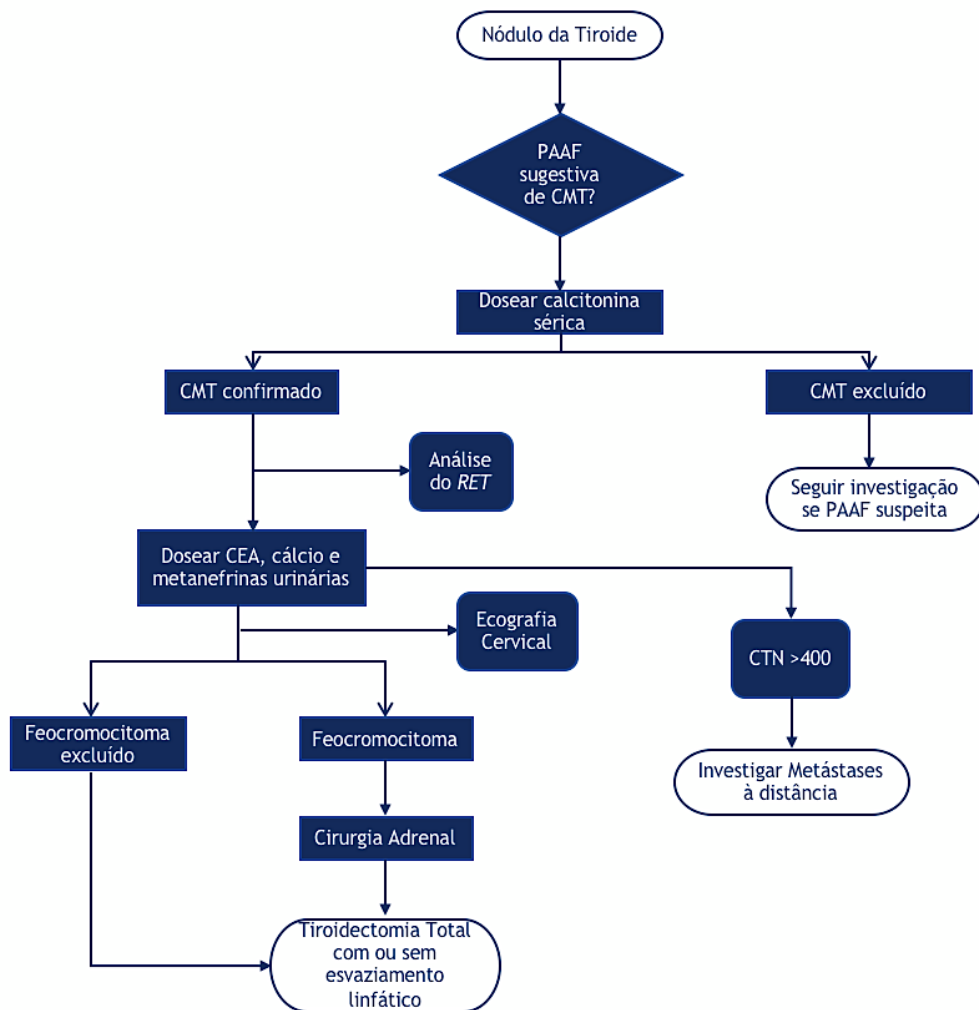 Nódulo da Tiroide
PAAF
sugestiva
de CMT?
Dosear calcitonina
sérica
CMT confirmado
CMT excluído
Análise
do RET
Seguir investigação
se PAAF suspeita
Dosear CEA, cálcio e
metanefrinas urinárias
Ecografia
Cervical
CTN >400
Feocromocitoma
excluído
Feocromocitoma
Investigar Metástases
à distância
Cirurgia Adrenal
Tiroidectomia Total
com ou sem
esvaziamento
linfático